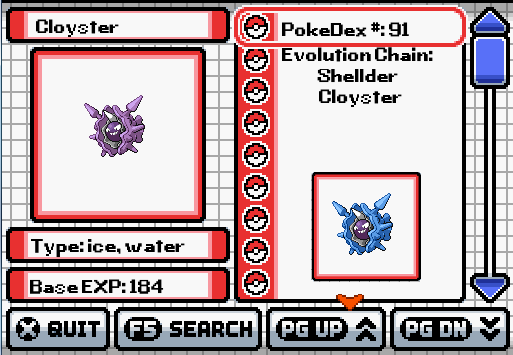 Cloyster
PokeDex #: 91
Evolution Chain:
Shellder
Cloyster
Type: ice, water
Base EXP: 184
X QUIT
F5 SEARCH
PG UP
PG DN